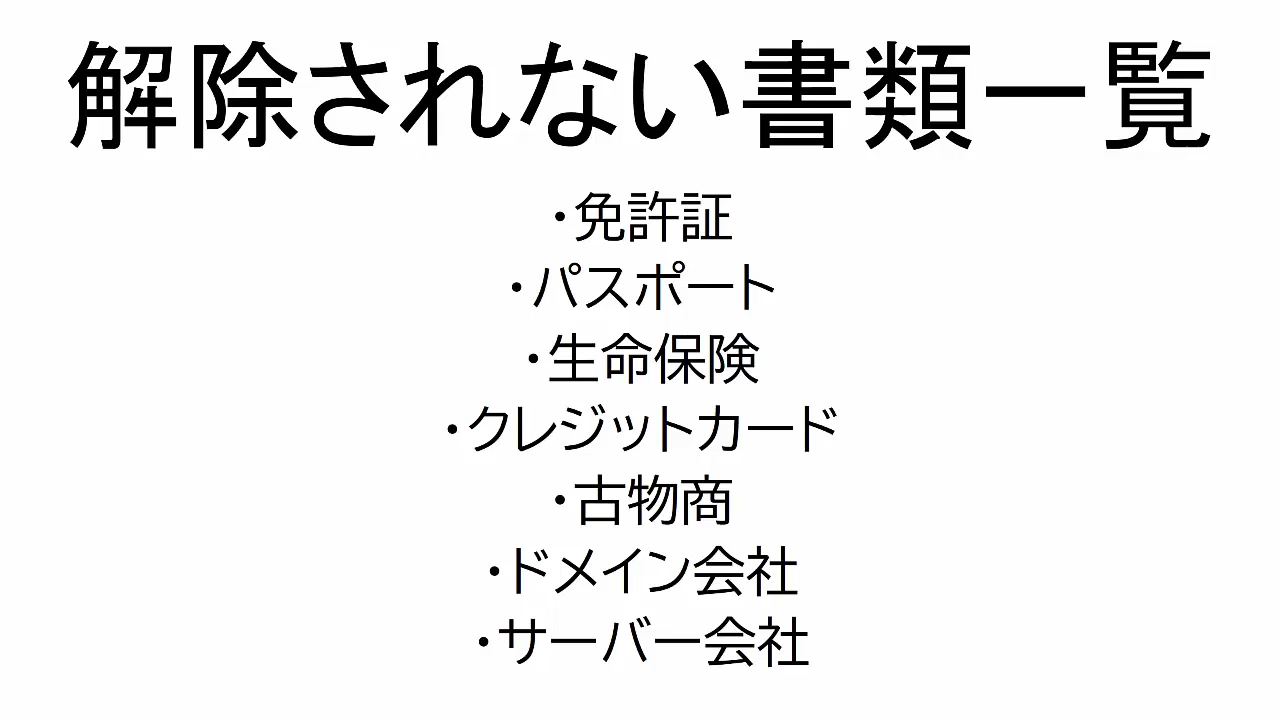 解除されない書類一覧
・免許証
・パスポート
・生命保険
・クレジットカード
・古物商
・ドメイン会社
・サーバー会社